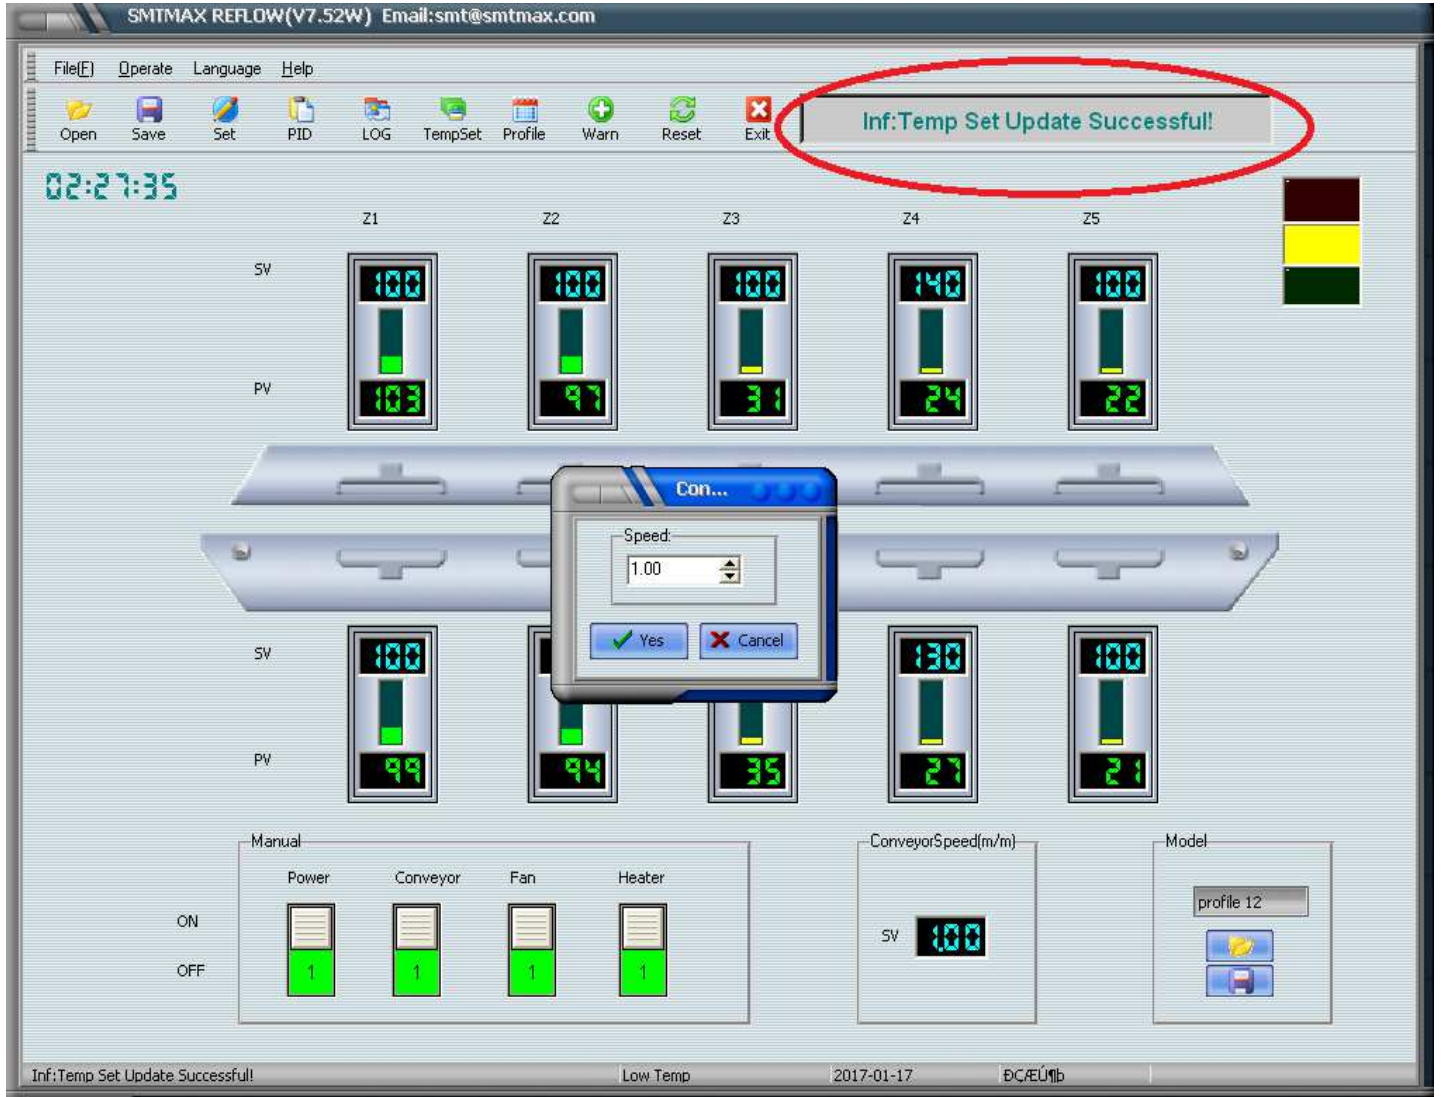 SMTMAX REFLOW(V7.52W) Email:smt@smtmax.com
File(F) Operate Language Help
Open Save Set PID LOG TempSet Profile Warn Reset Exit
Inf:Temp Set Update Successful!
02:27:35
Z1 Z2 Z3 Z4 Z5
SV 100 100 100 140 100
PV 103 97 31 24 22
Con...
Speed:
1.00
Yes Cancel
SV 100 130 100
PV 99 94 35 27 21
Manual
Power Conveyor Fan Heater
ON
OFF 1 1 1 1
ConveyorSpeed(m/m)
SV 1.00
Model
profile 12
Inf:Temp Set Update Successful! Low Temp 2017-01-17 ÐÇÆÚ¶þ